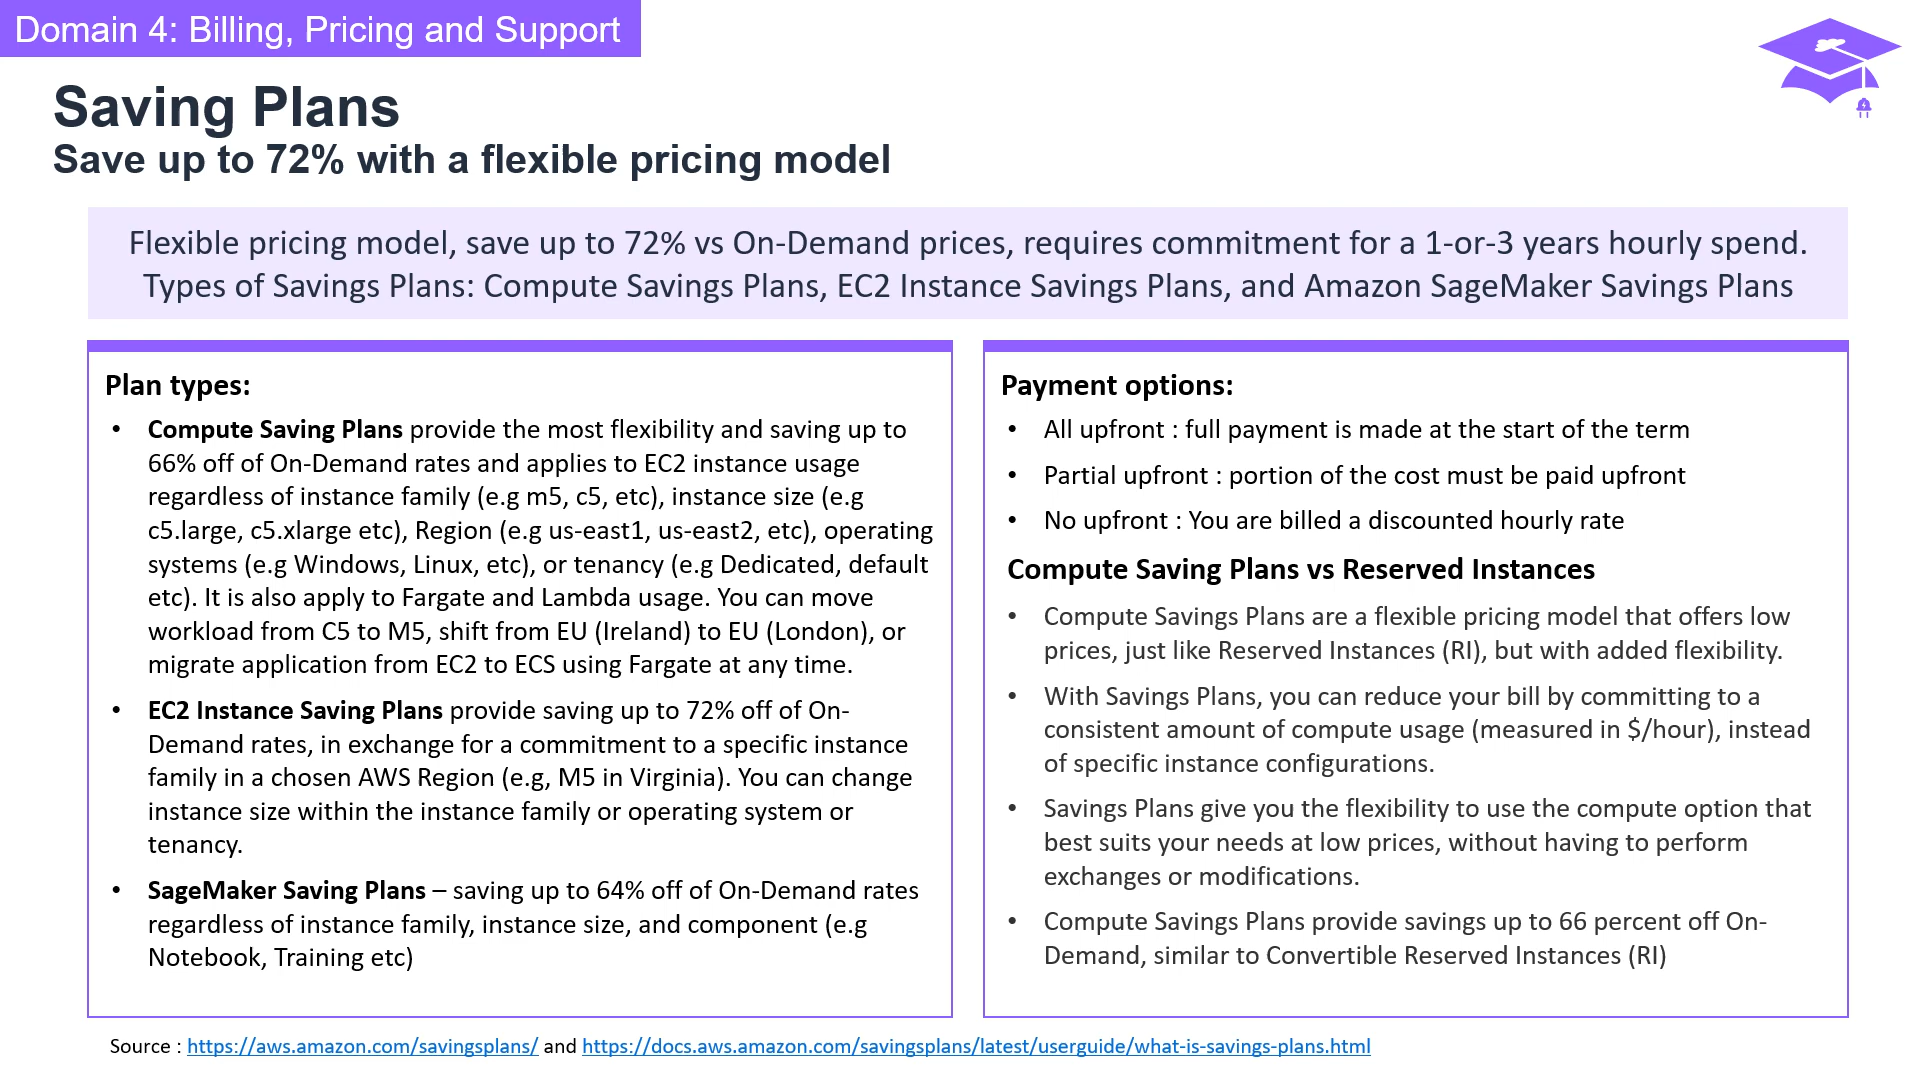 Domain 4: Billing, Pricing and Support
Saving Plans
Save up to 72% with a flexible pricing model
Flexible pricing model, save up to 72% vs On-Demand prices, requires commitment for a 1-or-3 years hourly spend.
Types of Savings Plans: Compute Savings Plans, EC2 Instance Savings Plans, and Amazon SageMaker Savings Plans
Plan types:
• Compute Saving Plans provide the most flexibility and saving up to
66% off of On-Demand rates and applies to EC2 instance usage
regardless of instance family (e.g m5, c5, etc), instance size (e.g
c5.large, c5.xlarge etc), Region (e.g us-east1, us-east2, etc), operating
systems (e.g Windows, Linux, etc), or tenancy (e.g Dedicated, default
etc). It is also apply to Fargate and Lambda usage. You can move
workload from C5 to M5, shift from EU (Ireland) to EU (London), or
migrate application from EC2 to ECS using Fargate at any time.
• EC2 Instance Saving Plans provide saving up to 72% off of On-
Demand rates, in exchange for a commitment to a specific instance
family in a chosen AWS Region (e.g, M5 in Virginia). You can change
instance size within the instance family or operating system or
tenancy.
• SageMaker Saving Plans – saving up to 64% off of On-Demand rates
regardless of instance family, instance size, and component (e.g
Notebook, Training etc)
Payment options:
• All upfront : full payment is made at the start of the term
• Partial upfront : portion of the cost must be paid upfront
• No upfront : You are billed a discounted hourly rate
Compute Saving Plans vs Reserved Instances
• Compute Savings Plans are a flexible pricing model that offers low
prices, just like Reserved Instances (RI), but with added flexibility.
• With Savings Plans, you can reduce your bill by committing to a
consistent amount of compute usage (measured in $/hour), instead
of specific instance configurations.
• Savings Plans give you the flexibility to use the compute option that
best suits your needs at low prices, without having to perform
exchanges or modifications.
• Compute Savings Plans provide savings up to 66 percent off On-
Demand, similar to Convertible Reserved Instances (RI)
Source : https://aws.amazon.com/savingsplans/ and https://docs.aws.amazon.com/savingsplans/latest/userguide/what-is-savings-plans.html